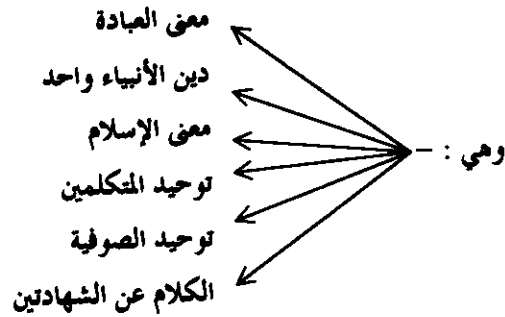 وهي : –
معنى العبادة
دين الأنبياء واحد
معنى الإسلام
توحيد المتكلمين
توحيد الصوفية
الكلام عن الشهادتين